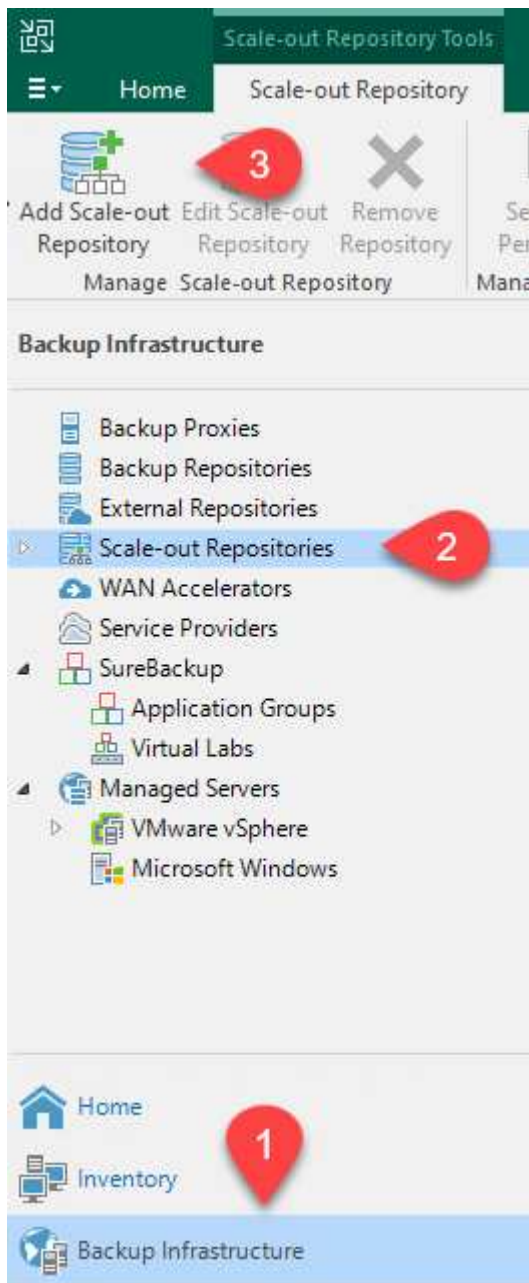 Scale-out Repository Tools
Home Scale-out Repository
3
Add Scale-out Edit Scale-out Remove
Repository Repository Repository
Manage Scale-out Repository
Backup Infrastructure
Backup Proxies
Backup Repositories
External Repositories
Scale-out Repositories
2
WAN Accelerators
Service Providers
SureBackup
Application Groups
Virtual Labs
Managed Servers
VMware vSphere
Microsoft Windows
Home
1
Inventory
Backup Infrastructure